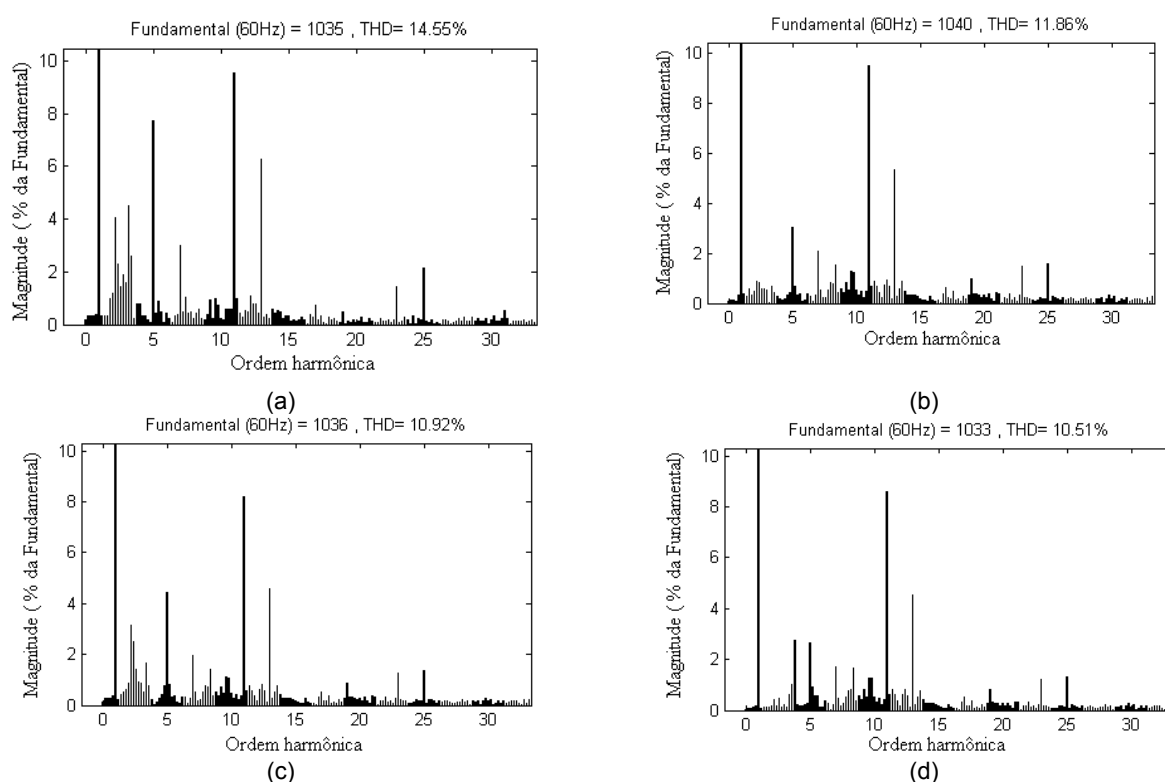 Fundamental (60Hz) = 1035 , THD= 14.55%
Magnitude ( % da Fundamental)
10
8
6
4
2
0
0 5 10 15 20 25 30
Ordem harmônica
(a)
Fundamental (60Hz) = 1040 , THD= 11.86%
Magnitude ( % da Fundamental)
10
8
6
4
2
0
0 5 10 15 20 25 30
Ordem harmônica
(b)
Fundamental (60Hz) = 1036 , THD= 10.92%
Magnitude ( % da Fundamental)
10
8
6
4
2
0
0 5 10 15 20 25 30
Ordem harmônica
(c)
Fundamental (60Hz) = 1033 , THD= 10.51%
Magnitude ( % da Fundamental)
10
8
6
4
2
0
0 5 10 15 20 25 30
Ordem harmônica
(d)